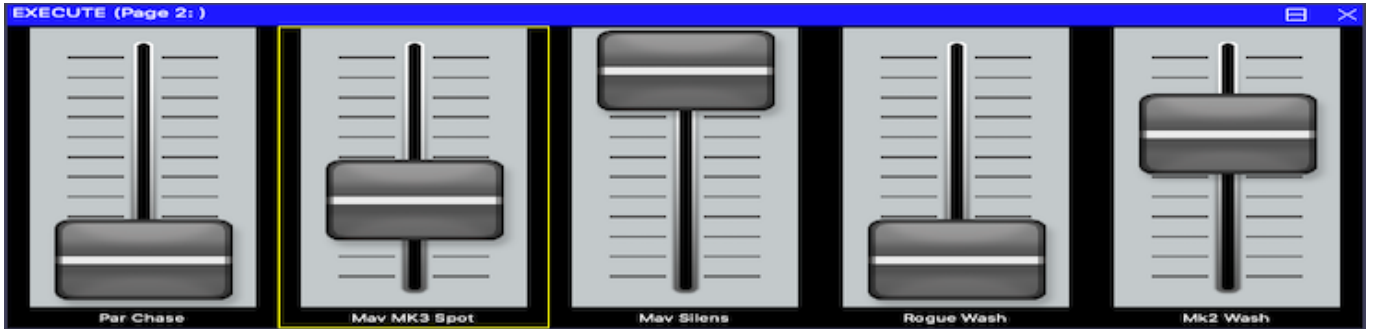 EXECUTE (Page 2: )
Par Chase
Mav MK3 Spot
Mav Silens
Rogue Wash
Mk2 Wash